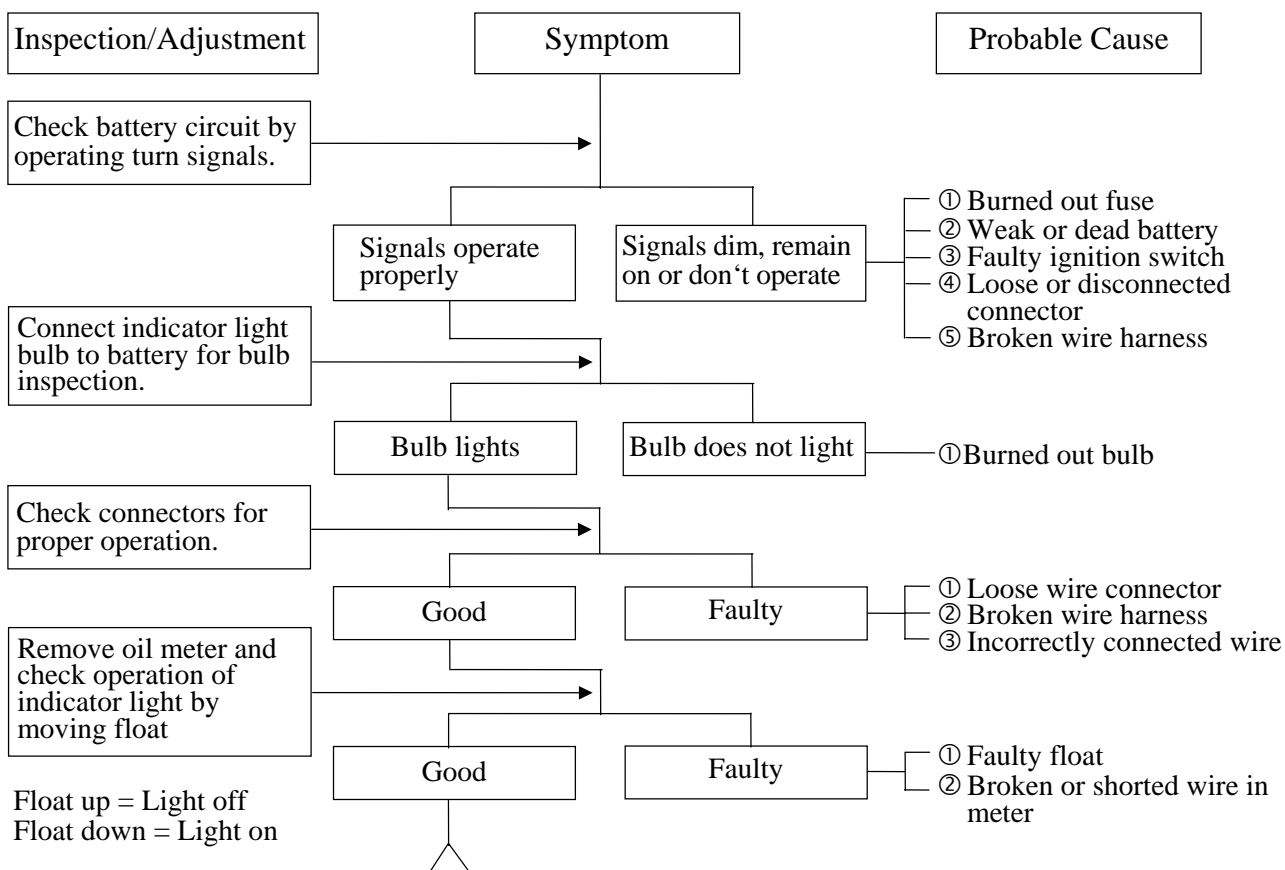 Inspection/Adjustment
Symptom
Probable Cause
Check battery circuit by
operating turn signals.
Signals operate
properly
Signals dim, remain
on or don‘t operate
① Burned out fuse
② Weak or dead battery
③ Faulty ignition switch
④ Loose or disconnected
connector
⑤ Broken wire harness
Connect indicator light
bulb to battery for bulb
inspection.
Bulb lights
Bulb does not light
①Burned out bulb
Check connectors for
proper operation.
Good
Faulty
① Loose wire connector
② Broken wire harness
③ Incorrectly connected wire
Remove oil meter and
check operation of
indicator light by
moving float
Good
Faulty
① Faulty float
② Broken or shorted wire in
meter
Float up = Light off
Float down = Light on